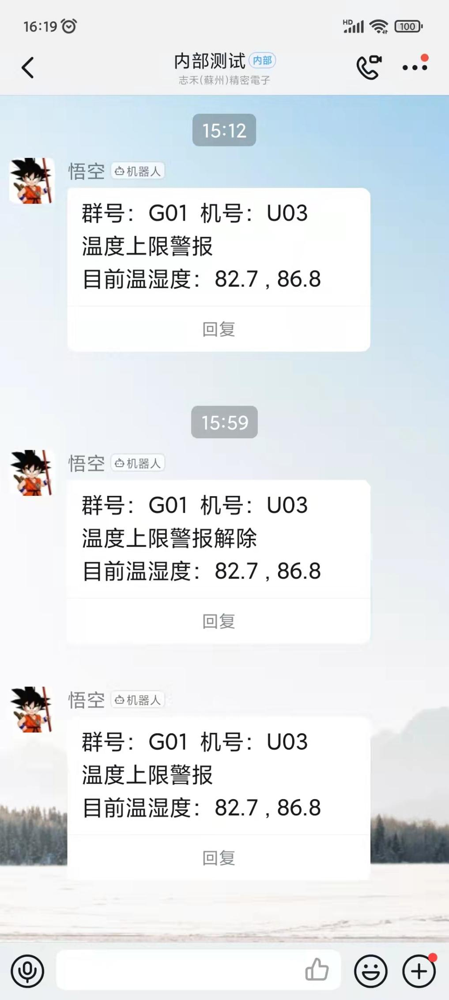 16:19
HD
100
内部测试 内部
志禾(蘇州)精密電子
15:12
悟空 机器人
群号：G01 机号：U03
温度上限警报
目前温湿度：82.7 , 86.8
回复
15:59
悟空 机器人
群号：G01 机号：U03
温度上限警报解除
目前温湿度：82.7 , 86.8
回复
悟空 机器人
群号：G01 机号：U03
温度上限警报
目前温湿度：82.7 , 86.8
回复